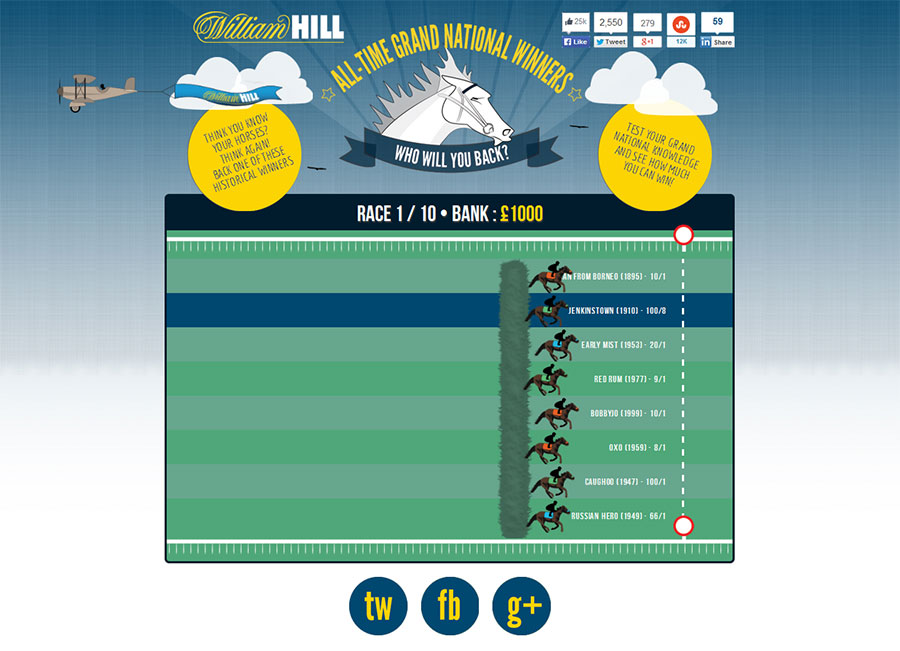 William HILL
25k
Like
2,550
Tweet
279
+1
12K
59
in Share
ALL-TIME GRAND NATIONAL WINNERS
William HILL
WHO WILL YOU BACK?
THINK YOU KNOW
YOUR HORSES?
THINK AGAIN!
BACK ONE OF THESE
HISTORICAL WINNERS
TEST YOUR GRAND
NATIONAL KNOWLEDGE
AND SEE HOW MUCH
YOU CAN WIN!
RACE 1 / 10 • BANK : £1000
AN FROM BORNEO (1895) - 10/1
JENKINSTOWN (1910) - 100/8
EARLY MIST (1953) - 20/1
RED RUM (1977) - 9/1
BOBBYJO (1999) - 10/1
OXO (1959) - 8/1
CAUGHOO (1947) - 100/1
RUSSIAN HERO (1949) - 66/1
tw
fb
g+